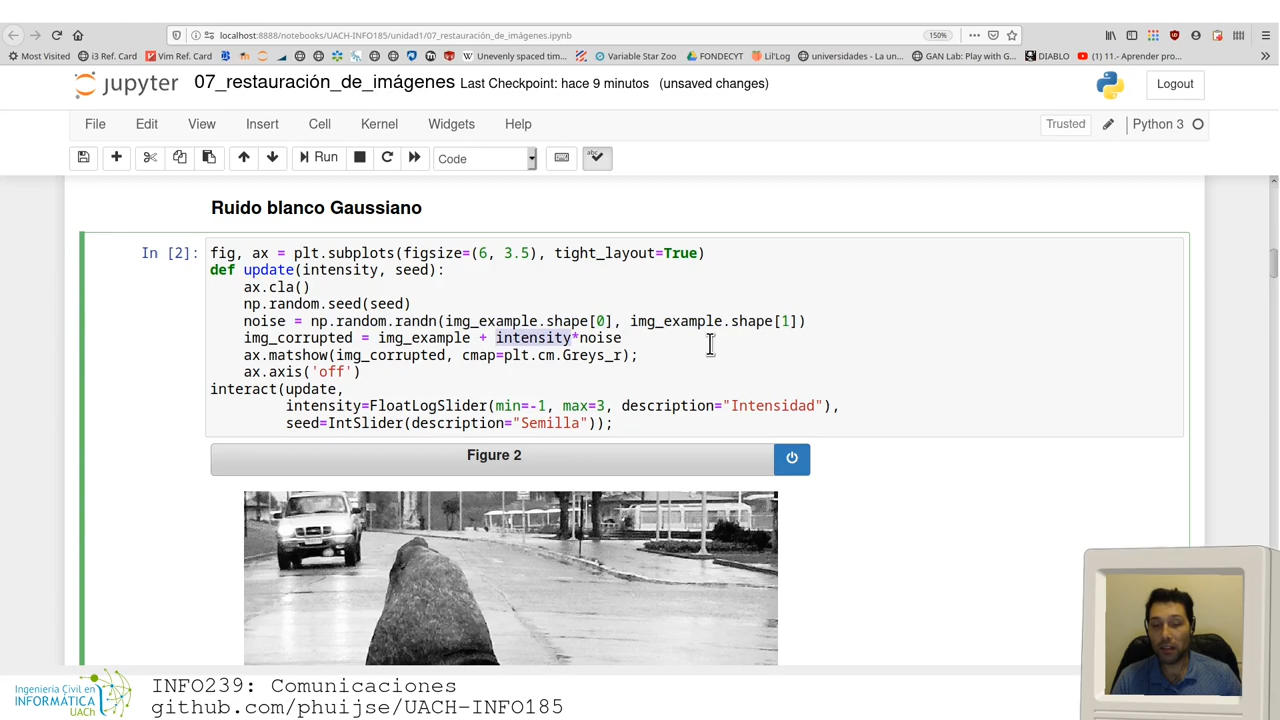 localhost:8888/notebooks/UACH-INFO185/unidad1/07_restauración_de_imágenes.ipynb
150%
Most Visited
i3 Ref. Card
Vim Ref. Card
Unevenly spaced tim...
Variable Star Zoo
FONDECYT
Lil'Log
universidades - La un...
GAN Lab: Play with G...
DIABLO
(1) 11.- Aprender pro...
jupyter
07_restauración_de_imágenes Last Checkpoint: hace 9 minutos (unsaved changes)
Logout
File Edit View Insert Cell Kernel Widgets Help
Trusted
Python 3
Run
Code
Ruido blanco Gaussiano
In [2]:
fig, ax = plt.subplots(figsize=(6, 3.5), tight_layout=True)
def update(intensity, seed):
    ax.cla()
    np.random.seed(seed)
    noise = np.random.randn(img_example.shape[0], img_example.shape[1])
    img_corrupted = img_example + intensity*noise
    ax.matshow(img_corrupted, cmap=plt.cm.Greys_r);
    ax.axis('off')
interact(update,
         intensity=FloatLogSlider(min=-1, max=3, description="Intensidad"),
         seed=IntSlider(description="Semilla"));
Figure 2
Ingeniería Civil en
INFORMÁTICA
UACh
INFO239: Comunicaciones
github.com/phuijse/UACH-INFO185